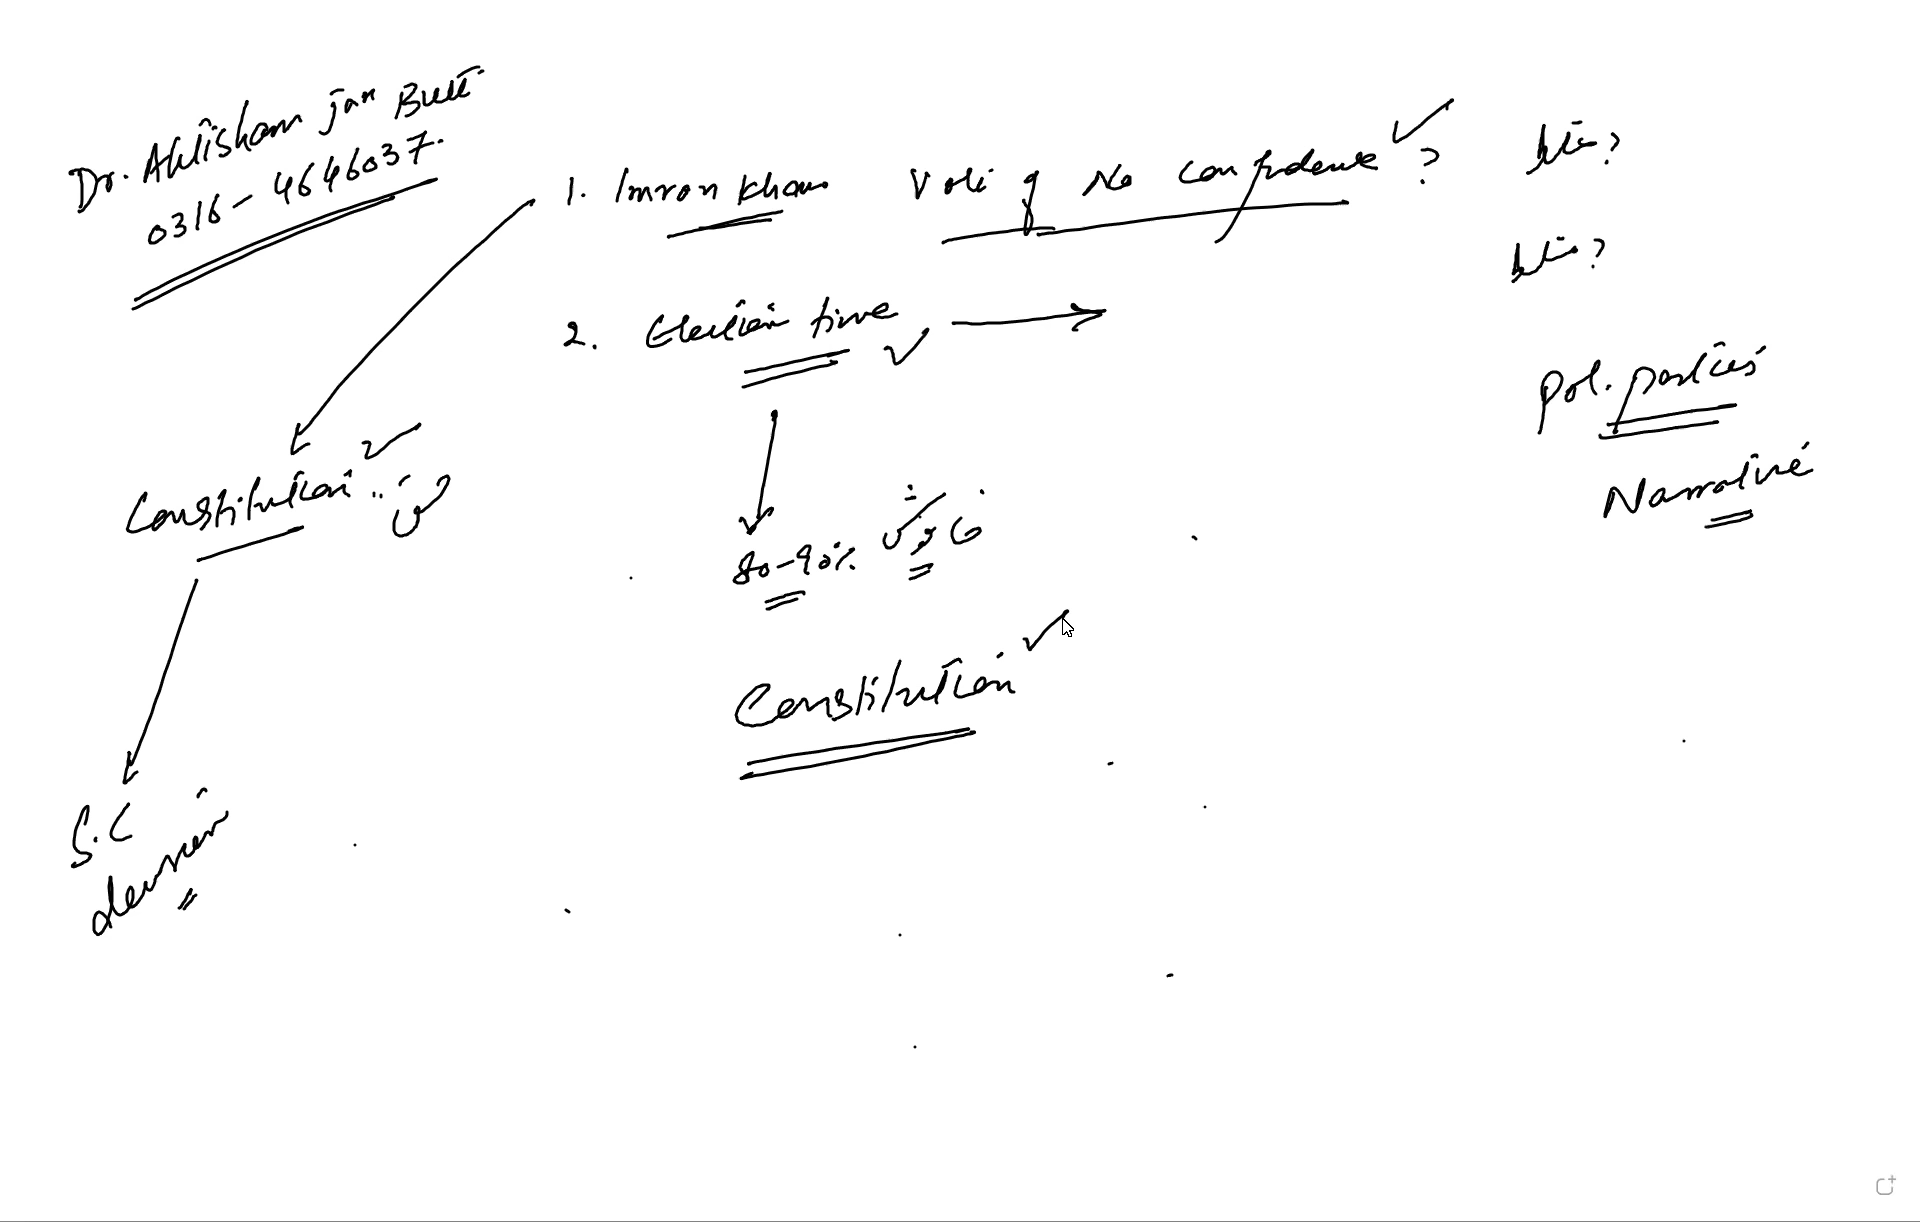 Dr. Ahtisham Jan Butt
0316-4646037.
1. Imran Khan Vote of No Confidence?
2. Election time
Pol. parties
Narrative
Constitution
80-90%
Constitution
S.C
decision